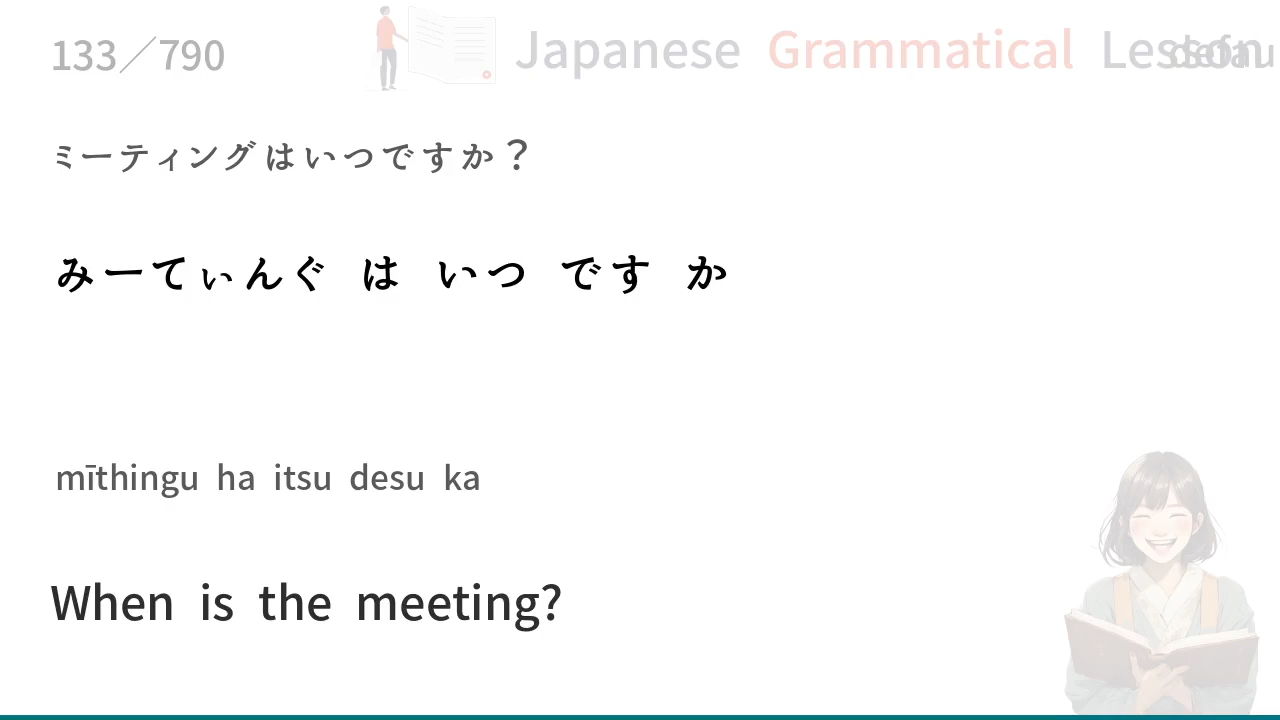 133／790
Japanese Grammatical Lesson
ミーティングはいつですか？
みーてぃんぐ は いつ です か
mīthingu ha itsu desu ka
When is the meeting?